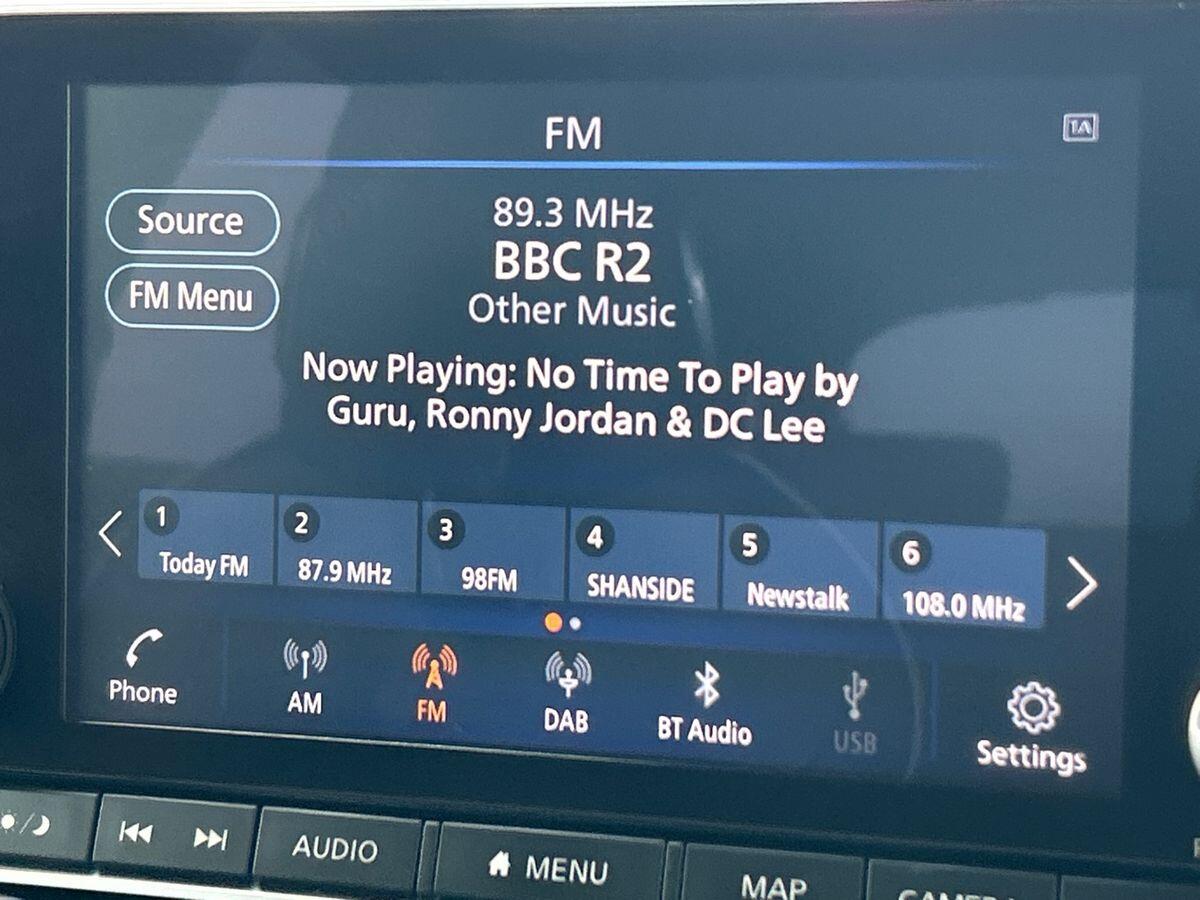 FM
1A
Source
89.3 MHz
BBC R2
FM Menu
Other Music
Now Playing: No Time To Play by
Guru, Ronny Jordan & DC Lee
1
2
3
4
5
6
Today FM
87.9 MHz
98FM
SHANSIDE
Newstalk
108.0 MHz
Phone
AM
FM
DAB
BT Audio
USB
Settings
AUDIO
MENU
MAP